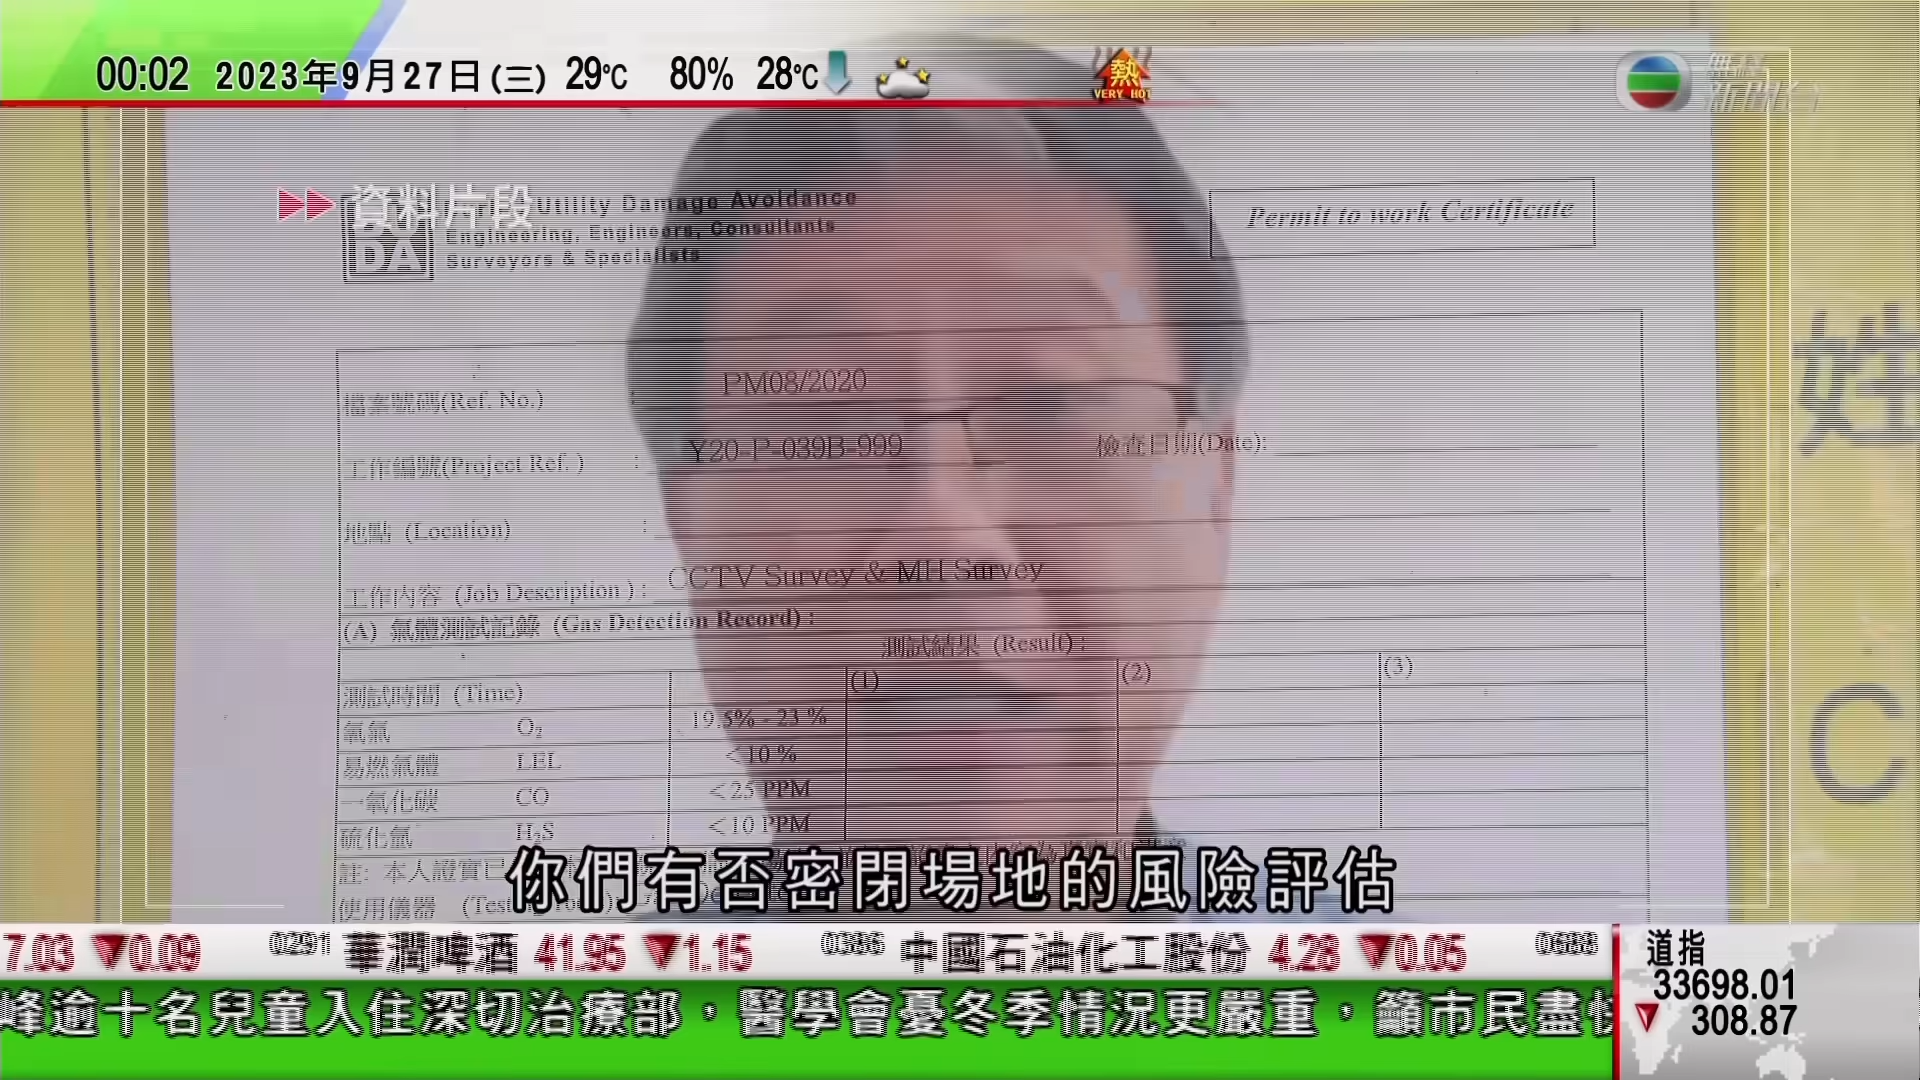 00:02 2023年9月27日(三) 29℃ 80% 28℃
熱
VERY HOT
無綫
新聞台
資料片段
Utility Damage Avoidance
Engineering, Engineers, Consultants
DA
Surveyors & Specialists
Permit to work Certificate
檔案號碼(Ref. No.) : PM08/2020
工作編號(Project Ref. ) : Y20-P-039B-999 檢查日期(Date):
地點 (Location) :
工作內容 (Job Description ) : CCTV Survey & MH Survey
(A) 氣體測試記錄 (Gas Detection Record) :
測試結果 (Result) :
測試時間 (Time) (1) (2) (3)
氧氣 O₂ 19.5% - 23 %
易燃氣體 LEL <10 %
一氧化碳 CO <25 PPM
硫化氫 H₂S <10 PPM
註: 本人證實已
使用儀器
姓
C
你們有否密閉場地的風險評估
7.03 ▼0.09 0291 華潤啤酒 41.95 ▼1.15 0386 中國石油化工股份 4.28 ▼0.05 0688
峰逾十名兒童入住深切治療部，醫學會憂冬季情況更嚴重，籲市民盡快
道指
33698.01
▼ 308.87